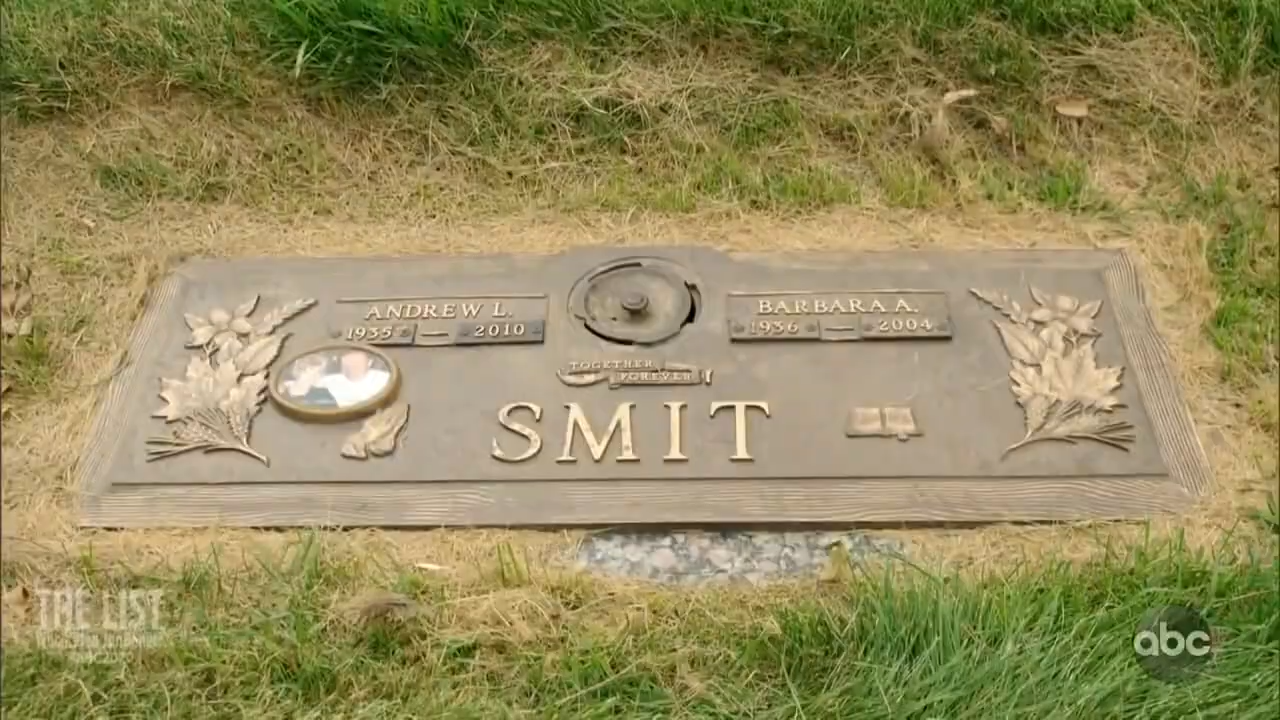 ANDREW L.
1935 — 2010
BARBARA A.
1936 — 2004
TOGETHER
FOREVER
SMIT
THE LIST
abc